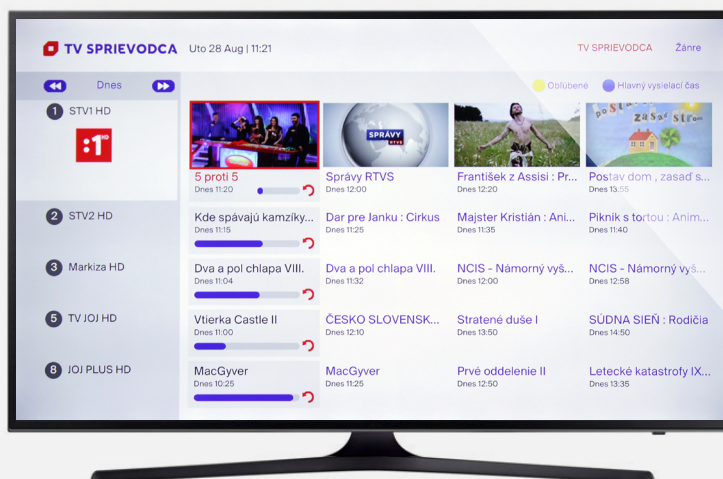 TV SPRIEVODCA Uto 28 Aug | 11:21 TV SPRIEVODCA Žánre
Dnes Obľúbené Hlavný vysielací čas
1 STV1 HD
:1 HD
SPRÁVY
RTVS
Postav
zasaď strom
5 proti 5 Správy RTVS František z Assisi : Pr... Postav dom , zasaď s...
Dnes 11:20 Dnes 12:00 Dnes 12:20 Dnes 13:55
2 STV2 HD Kde spávajú kamzíky... Dar pre Janku : Cirkus Majster Kristián : Ani... Piknik s tortou : Anim...
Dnes 11:15 Dnes 11:25 Dnes 11:35 Dnes 11:40
3 Markiza HD Dva a pol chlapa VIII. Dva a pol chlapa VIII. NCIS - Námorný vyš... NCIS - Námorný vyš...
Dnes 11:04 Dnes 11:32 Dnes 12:00 Dnes 12:58
5 TV JOJ HD Vtierka Castle II ČESKO SLOVENSK... Stratené duše I SÚDNA SIEŇ : Rodičia
Dnes 11:00 Dnes 12:10 Dnes 13:50 Dnes 14:50
8 JOJ PLUS HD MacGyver MacGyver Prvé oddelenie II Letecké katastrofy IX...
Dnes 10:25 Dnes 11:25 Dnes 12:50 Dnes 13:35